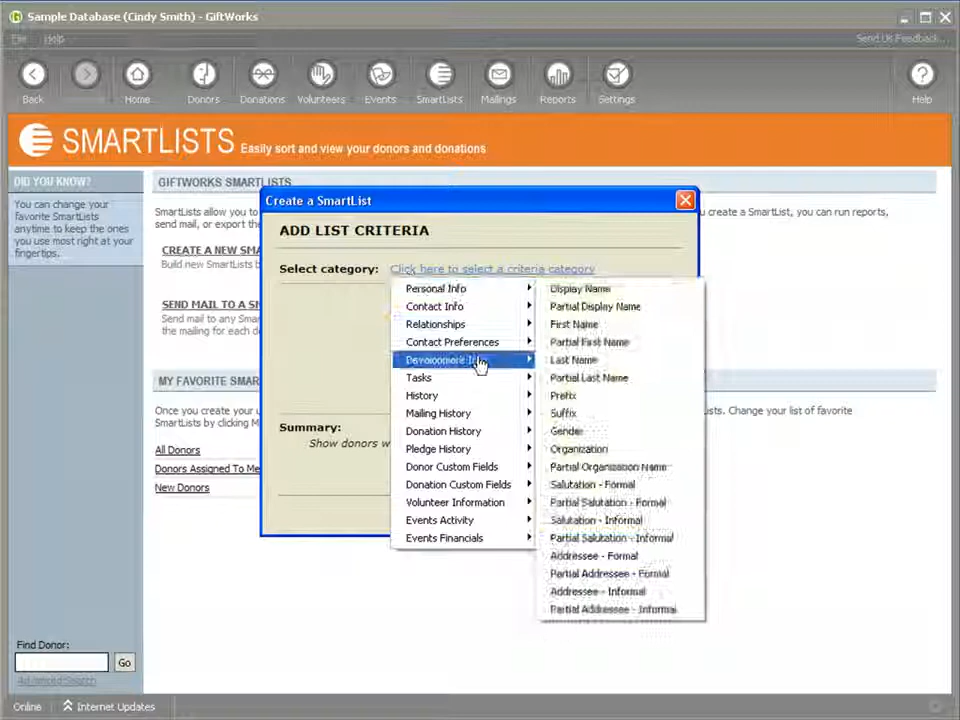 Sample Database (Cindy Smith) - GiftWorks
File Help Send Us Feedback...
Back Home Donors Donations Volunteers Events SmartLists Mailings Reports Settings Help
SMARTLISTS Easily sort and view your donors and donations
DID YOU KNOW?
You can change your
favorite SmartLists
anytime to keep the ones
you use most right at your
fingertips.
GIFTWORKS SMARTLISTS
SmartLists allow you to
you create a SmartList, you can run reports,
send mail, or export the
CREATE A NEW SMA
Build new SmartLists b
SEND MAIL TO A SM
Send mail to any Smar
the mailing for each d
MY FAVORITE SMAR
Once you create your
Lists. Change your list of favorite
SmartLists by clicking M
All Donors
Donors Assigned To Me
New Donors
Create a SmartList
ADD LIST CRITERIA
Select category: Click here to select a criteria category
Personal Info
Contact Info
Relationships
Contact Preferences
Development
Tasks
History
Mailing History
Donation History
Pledge History
Donor Custom Fields
Donation Custom Fields
Volunteer Information
Events Activity
Events Financials
Display Name
Partial Display Name
First Name
Partial First Name
Last Name
Partial Last Name
Prefix
Suffix
Gender
Organization
Partial Organization Name
Salutation - Formal
Partial Salutation - Formal
Salutation - Informal
Partial Salutation - Informal
Addressee - Formal
Partial Addressee - Formal
Addressee - Informal
Partial Addressee - Informal
Summary:
Show donors w
Find Donor:
Go
Advanced Search
Online Internet Updates